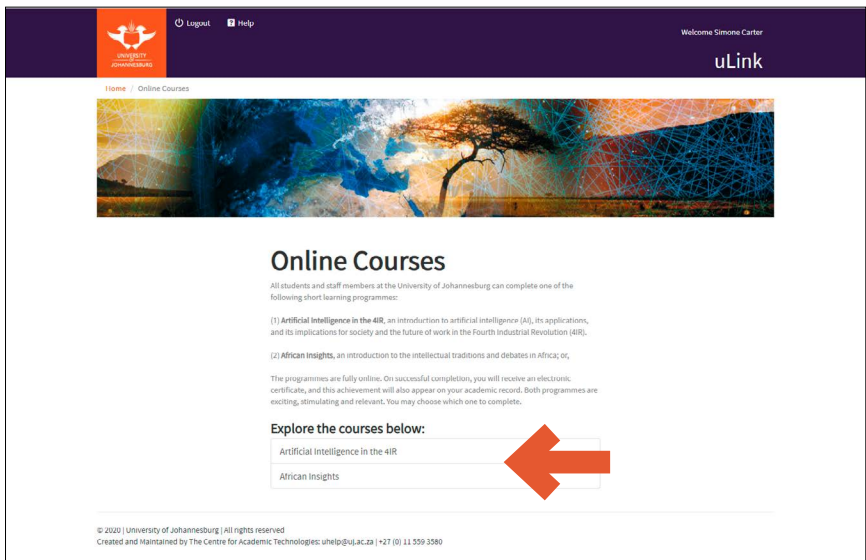 Logout Help
Welcome Simone Carter
UNIVERSITY
OF
JOHANNESBURG
uLink
Home / Online Courses
Online Courses
All students and staff members at the University of Johannesburg can complete one of the
following short learning programmes:
(1) Artificial Intelligence in the 4IR, an introduction to artificial intelligence (AI), its applications,
and its implications for society and the future of work in the Fourth Industrial Revolution (4IR).
(2) African Insights, an introduction to the intellectual traditions and debates in Africa; or,
The programmes are fully online. On successful completion, you will receive an electronic
certificate, and this achievement will also appear on your academic record. Both programmes are
exciting, stimulating and relevant. You may choose which one to complete.
Explore the courses below:
Artificial Intelligence in the 4IR
African Insights
© 2020 | University of Johannesburg | All rights reserved
Created and Maintained by The Centre for Academic Technologies: uhelp@uj.ac.za | +27 (0) 11 559 3580